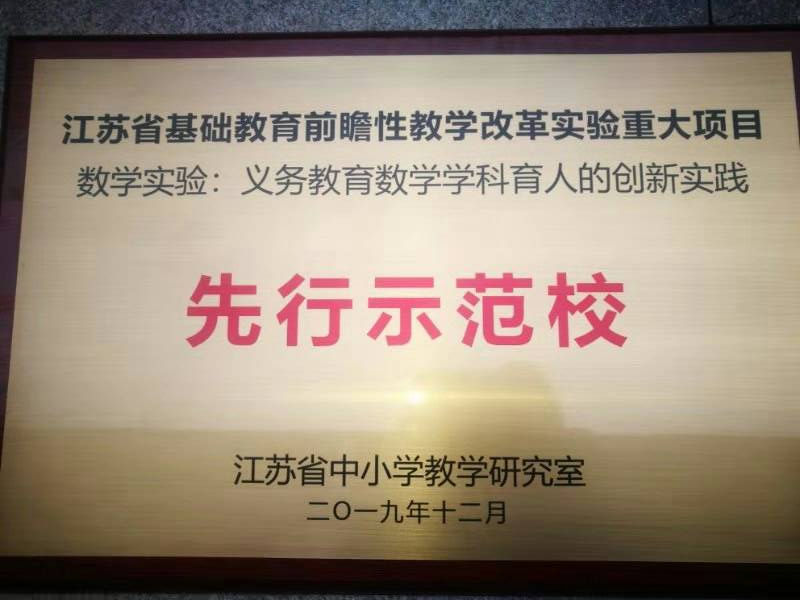 江苏省基础教育前瞻性教学改革实验重大项目
数学实验：义务教育数学学科育人的创新实践
先行示范校
江苏省中小学教学研究室
二O一九年十二月